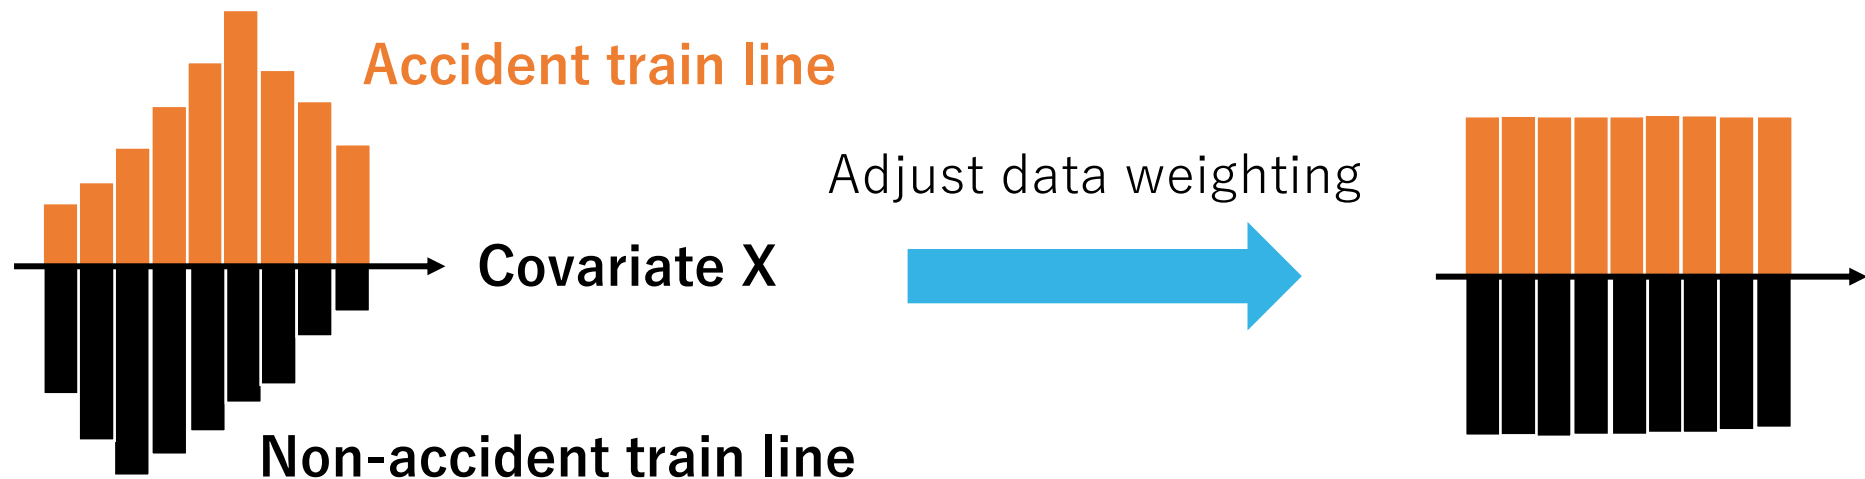 Accident train line
Adjust data weighting
Covariate X
Non-accident train line